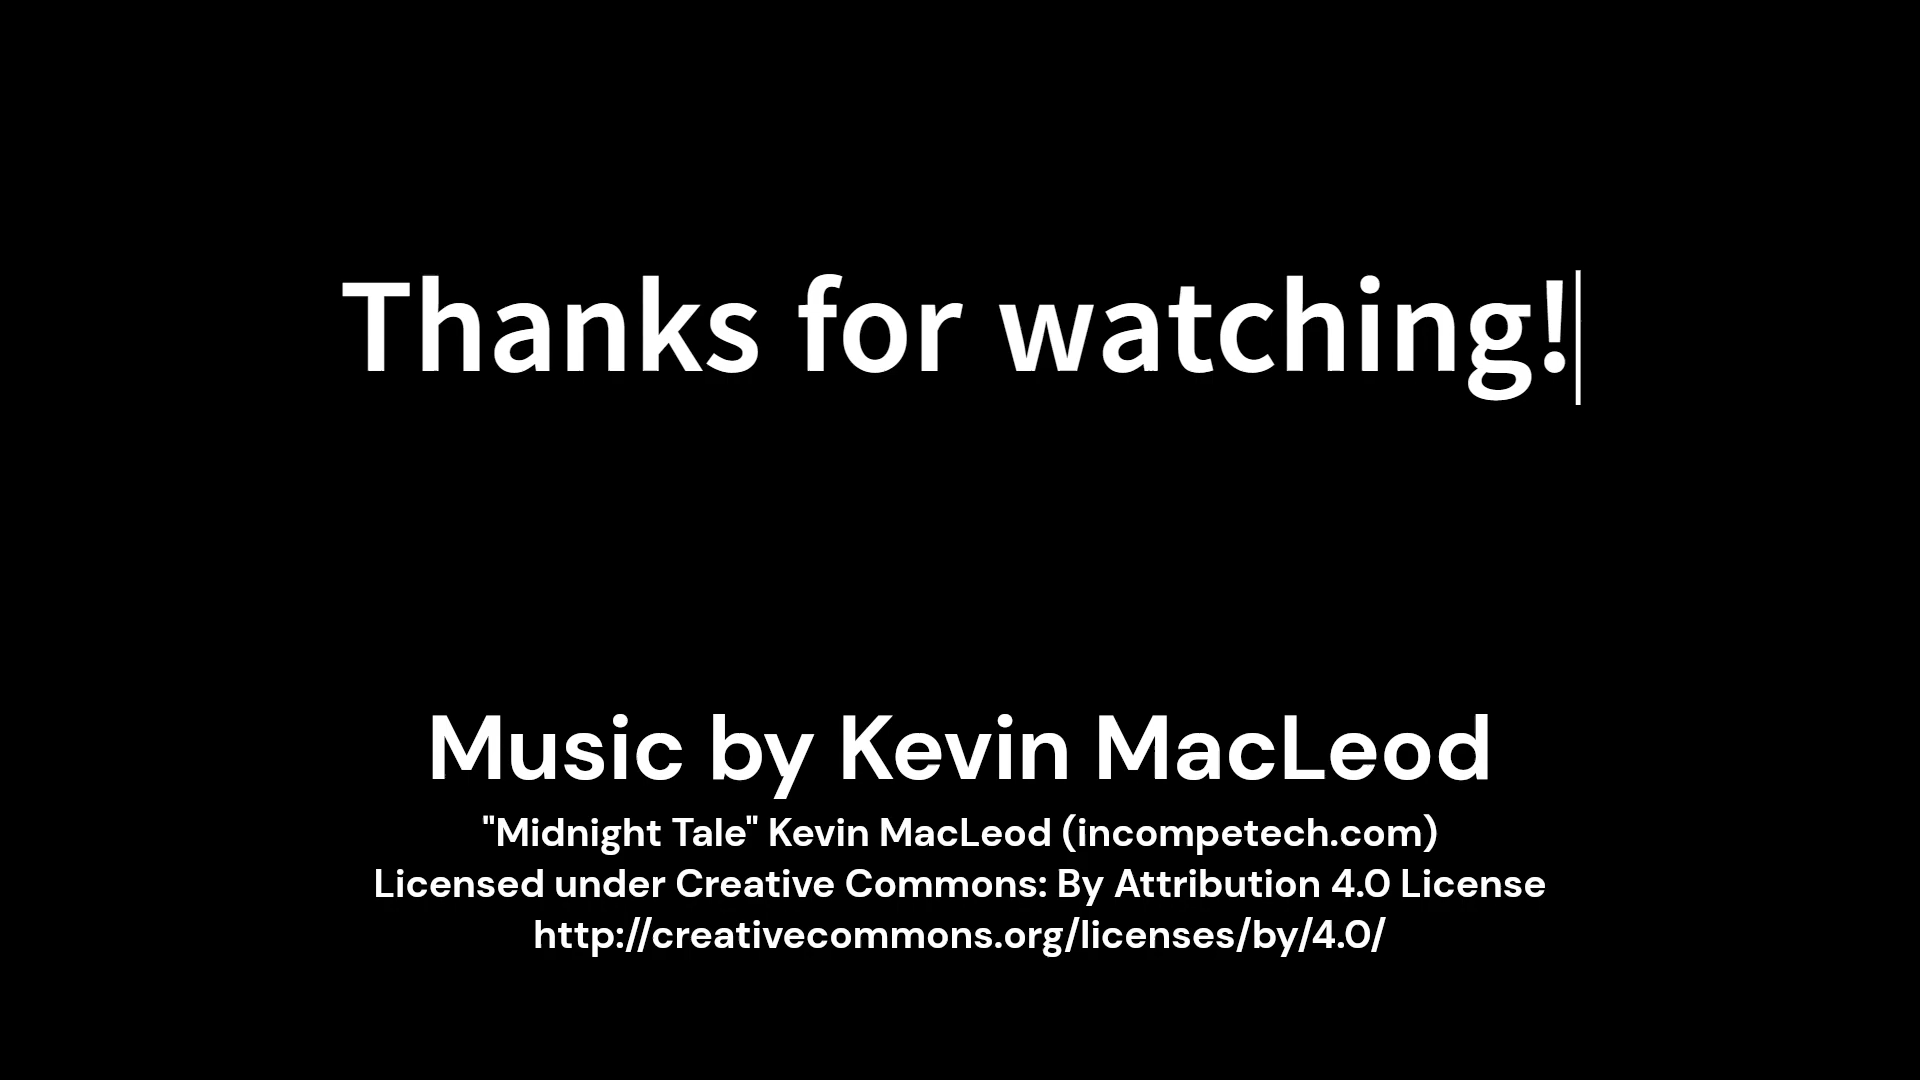 Thanks for watching!
Music by Kevin MacLeod
"Midnight Tale" Kevin MacLeod (incompetech.com)
Licensed under Creative Commons: By Attribution 4.0 License
http://creativecommons.org/licenses/by/4.0/